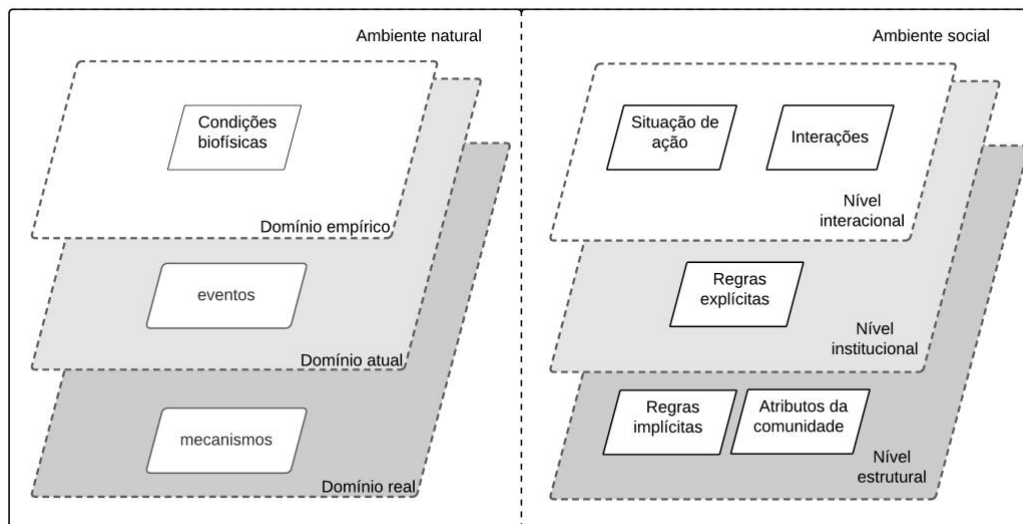 Ambiente natural
Condições
biofísicas
Domínio empírico
eventos
Domínio atual
mecanismos
Domínio real
Ambiente social
Situação de
ação
Interações
Nível
interacional
Regras
explícitas
Nível
institucional
Regras
implícitas
Atributos da
comunidade
Nível
estrutural